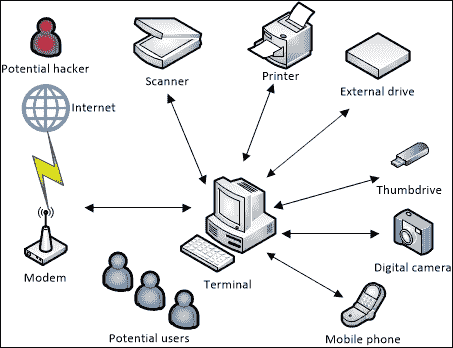 Potential hacker
Scanner
Printer
External drive
Internet
Thumbdrive
Modem
Terminal
Digital camera
Potential users
Mobile phone